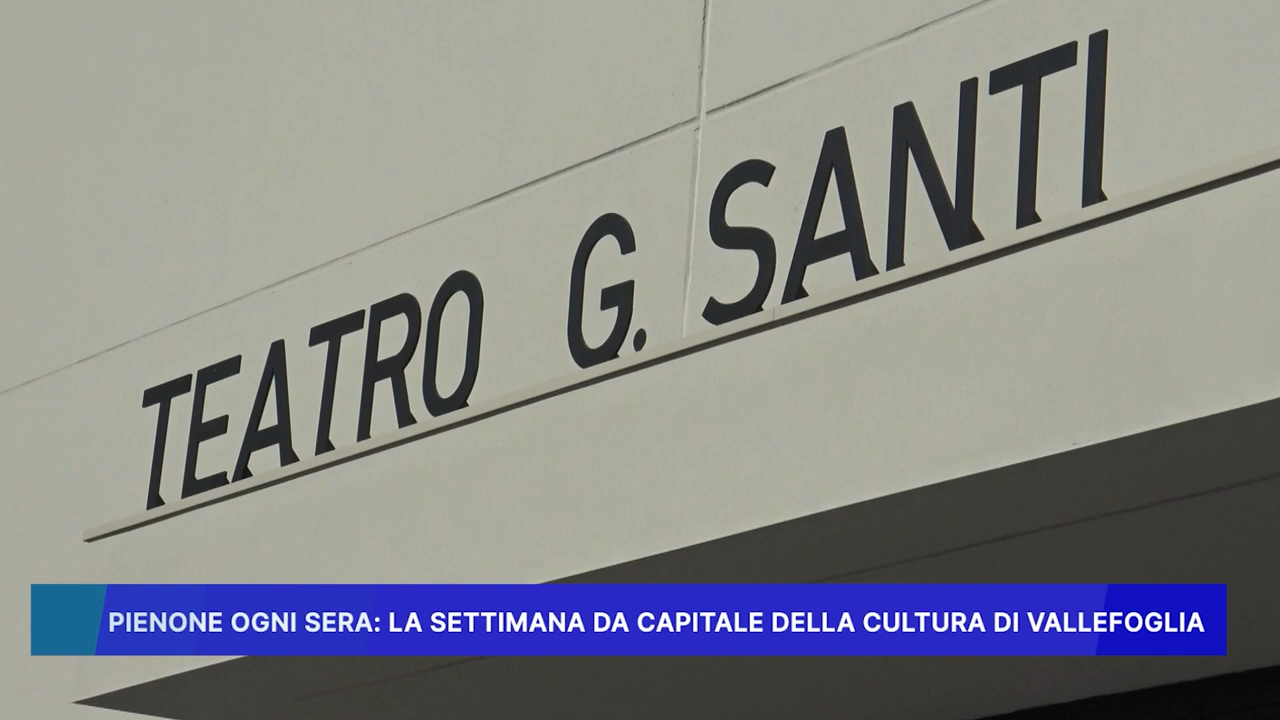 TEATRO G. SANTI
PIENONE OGNI SERA: LA SETTIMANA DA CAPITALE DELLA CULTURA DI VALLEFOGLIA